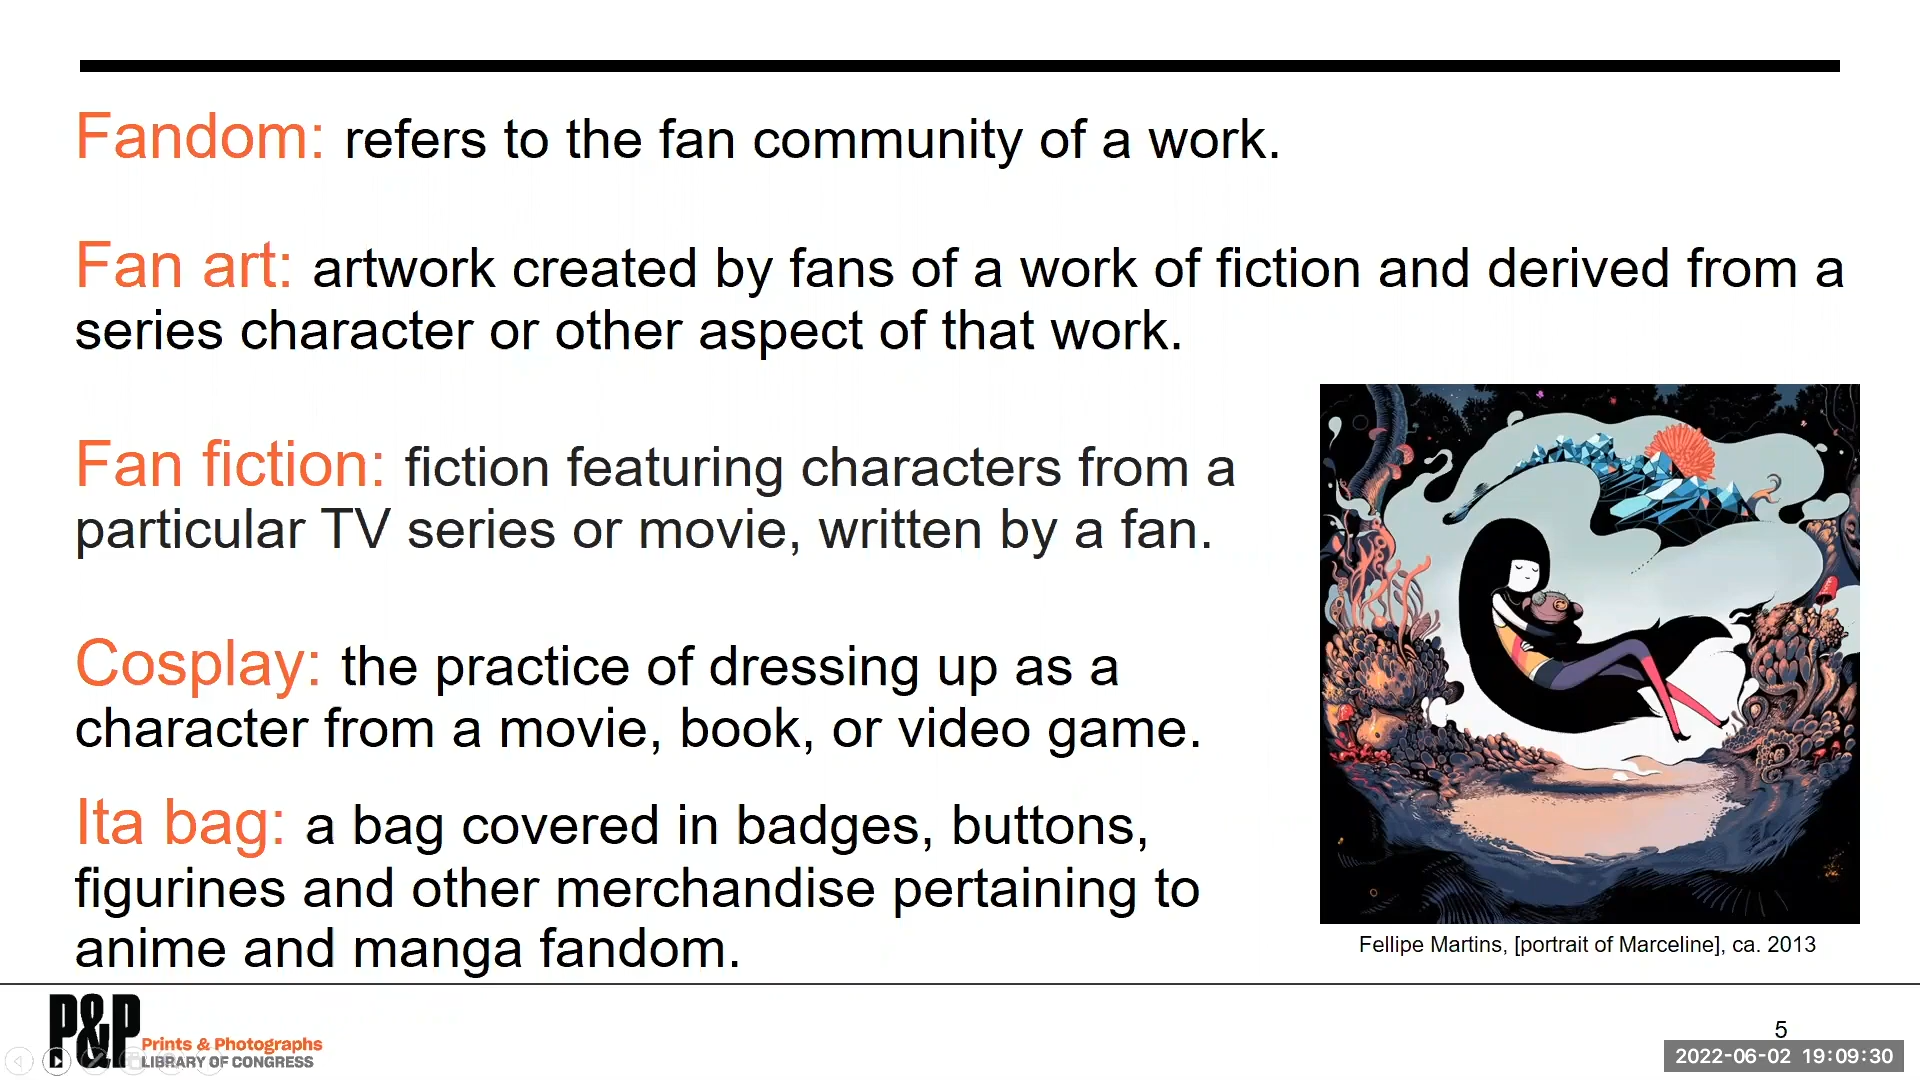 Fandom: refers to the fan community of a work.
Fan art: artwork created by fans of a work of fiction and derived from a
series character or other aspect of that work.
Fan fiction: fiction featuring characters from a
particular TV series or movie, written by a fan.
Cosplay: the practice of dressing up as a
character from a movie, book, or video game.
Ita bag: a bag covered in badges, buttons,
figurines and other merchandise pertaining to
anime and manga fandom.
Fellipe Martins, [portrait of Marceline], ca. 2013
P&P
Prints & Photographs
LIBRARY OF CONGRESS
5
2022-06-02 19:09:30